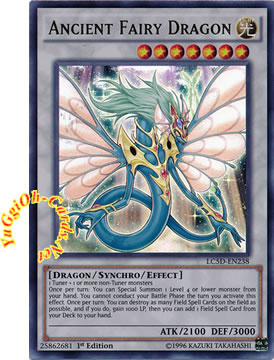 ANCIENT FAIRY DRAGON
YuGgiOh-Cards.Net
LC5D-EN238
[DRAGON/SYNCHRO/EFFECT]
1 Tuner + 1 or more non-Tuner monsters
Once per turn: You can Special Summon 1 Level 4 or lower monster from
your hand. You cannot conduct your Battle Phase the turn you activate this
effect. Once per turn: You can destroy as many Field Spell Cards on the field as
possible, and if you do, gain 1000 LP, then you can add 1 Field Spell Card from
your Deck to your hand.
ATK/2100 DEF/3000
25862681 1st Edition ©1996 KAZUKI TAKAHASHI